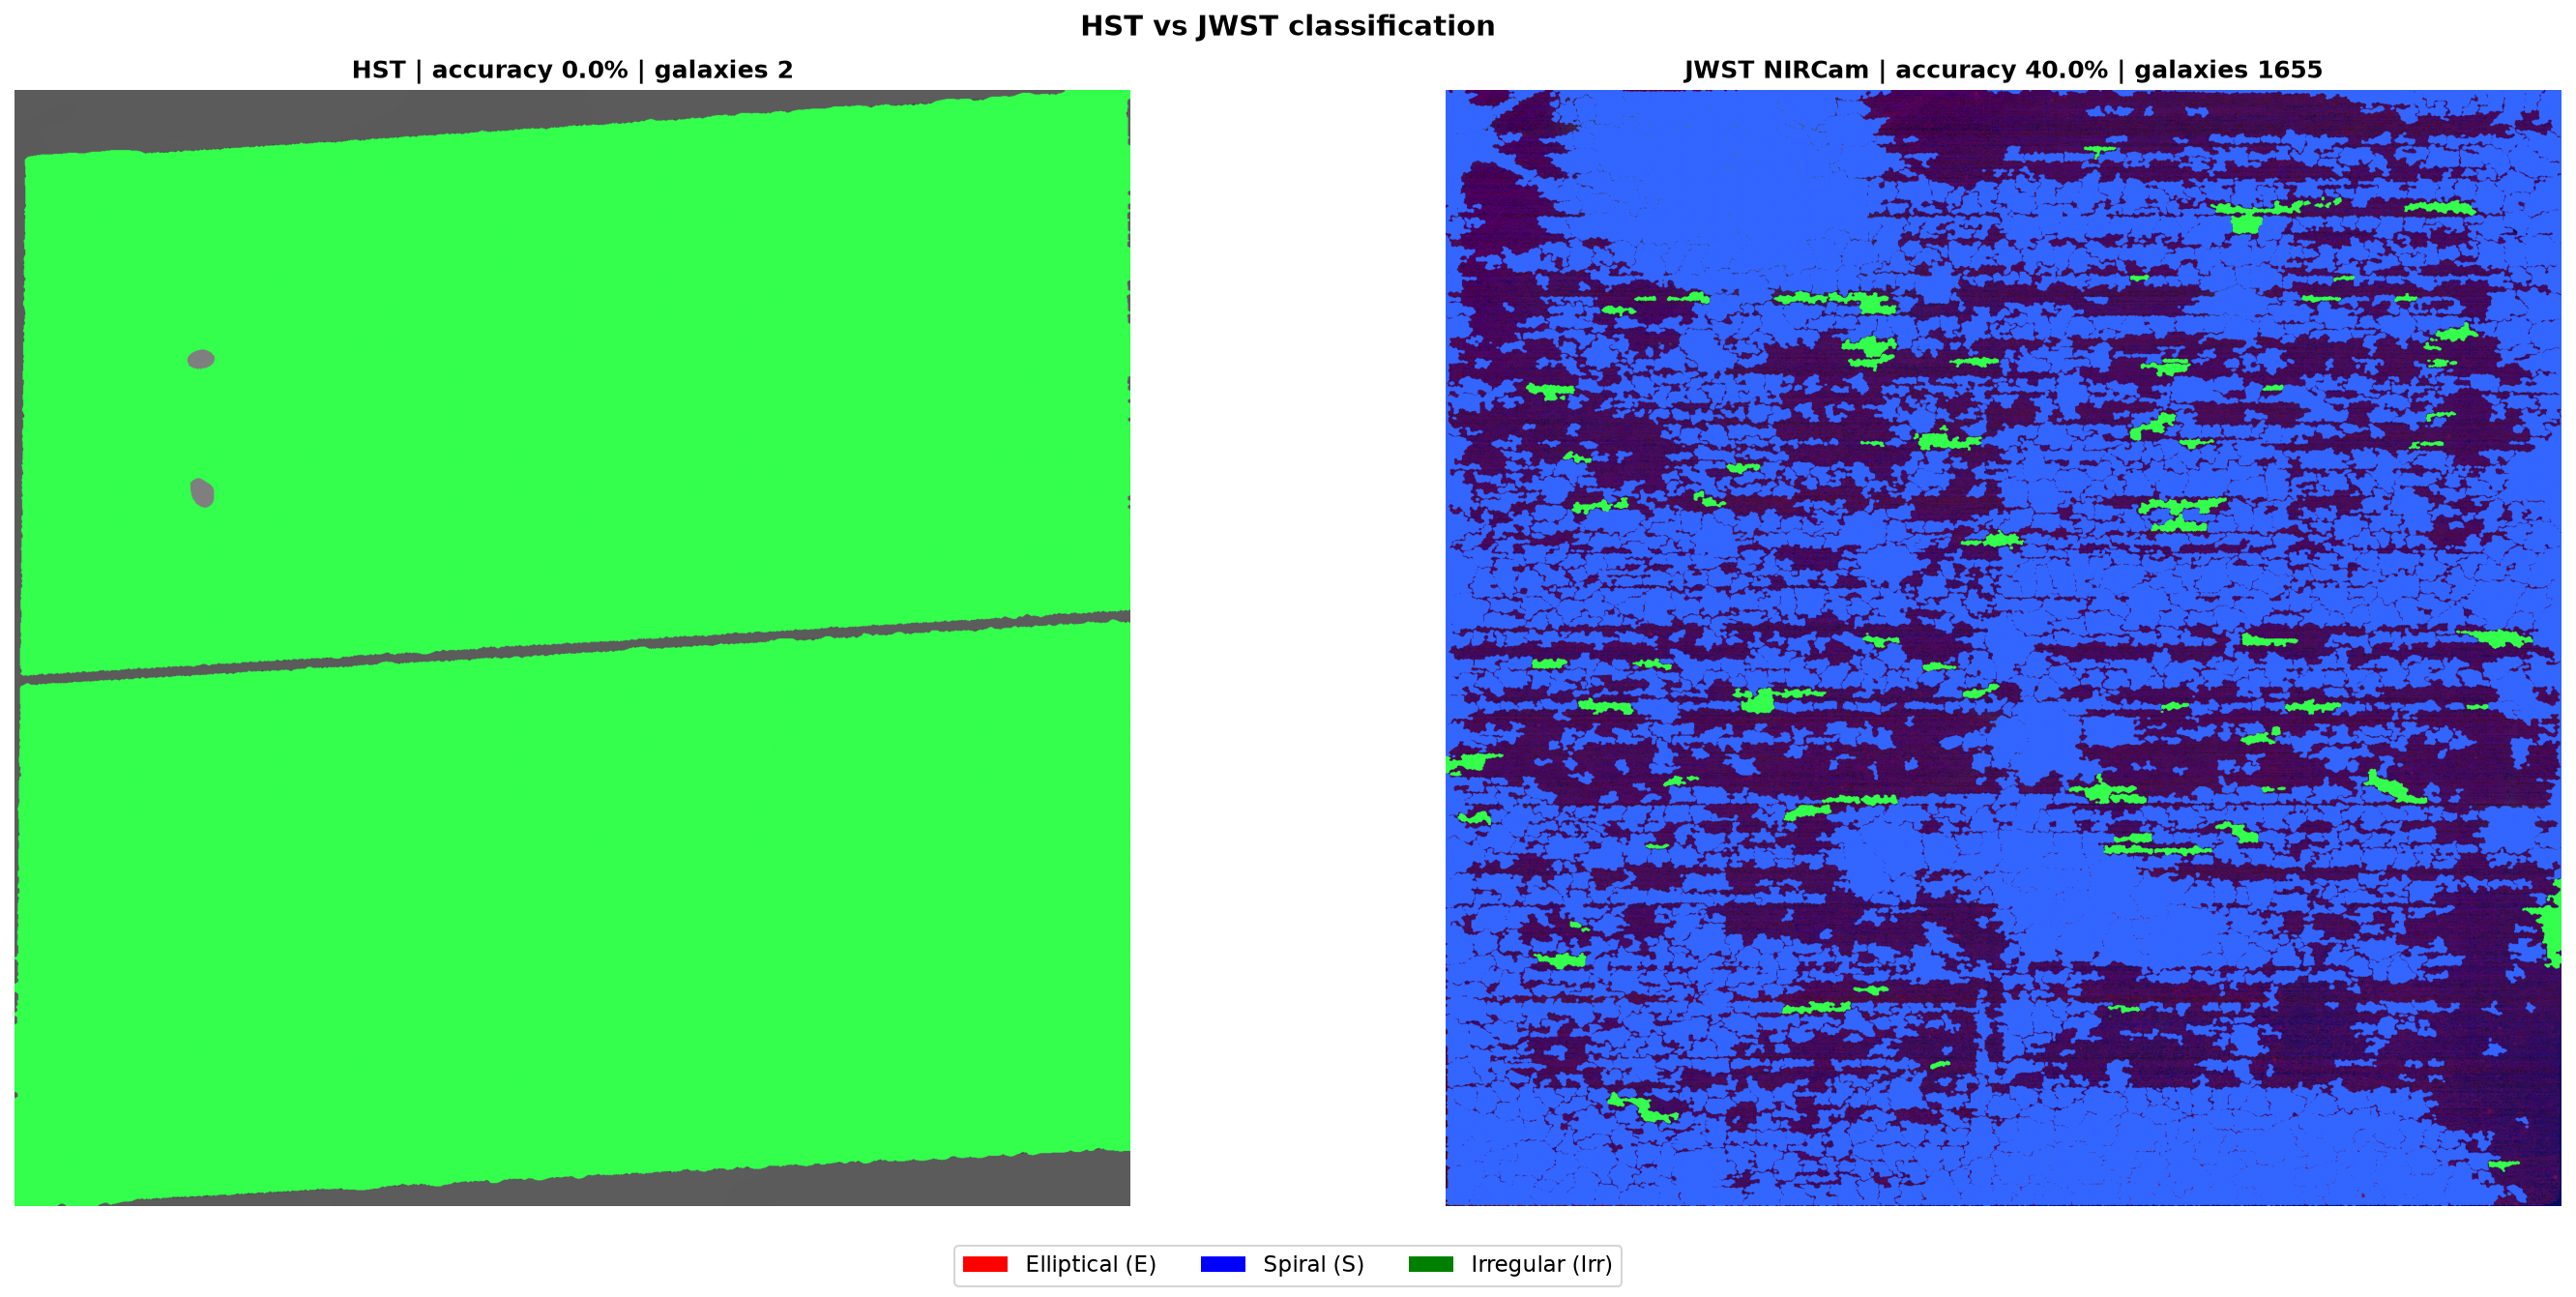 HST vs JWST classification
HST | accuracy 0.0% | galaxies 2
JWST NIRCam | accuracy 40.0% | galaxies 1655
Elliptical (E)
Spiral (S)
Irregular (Irr)